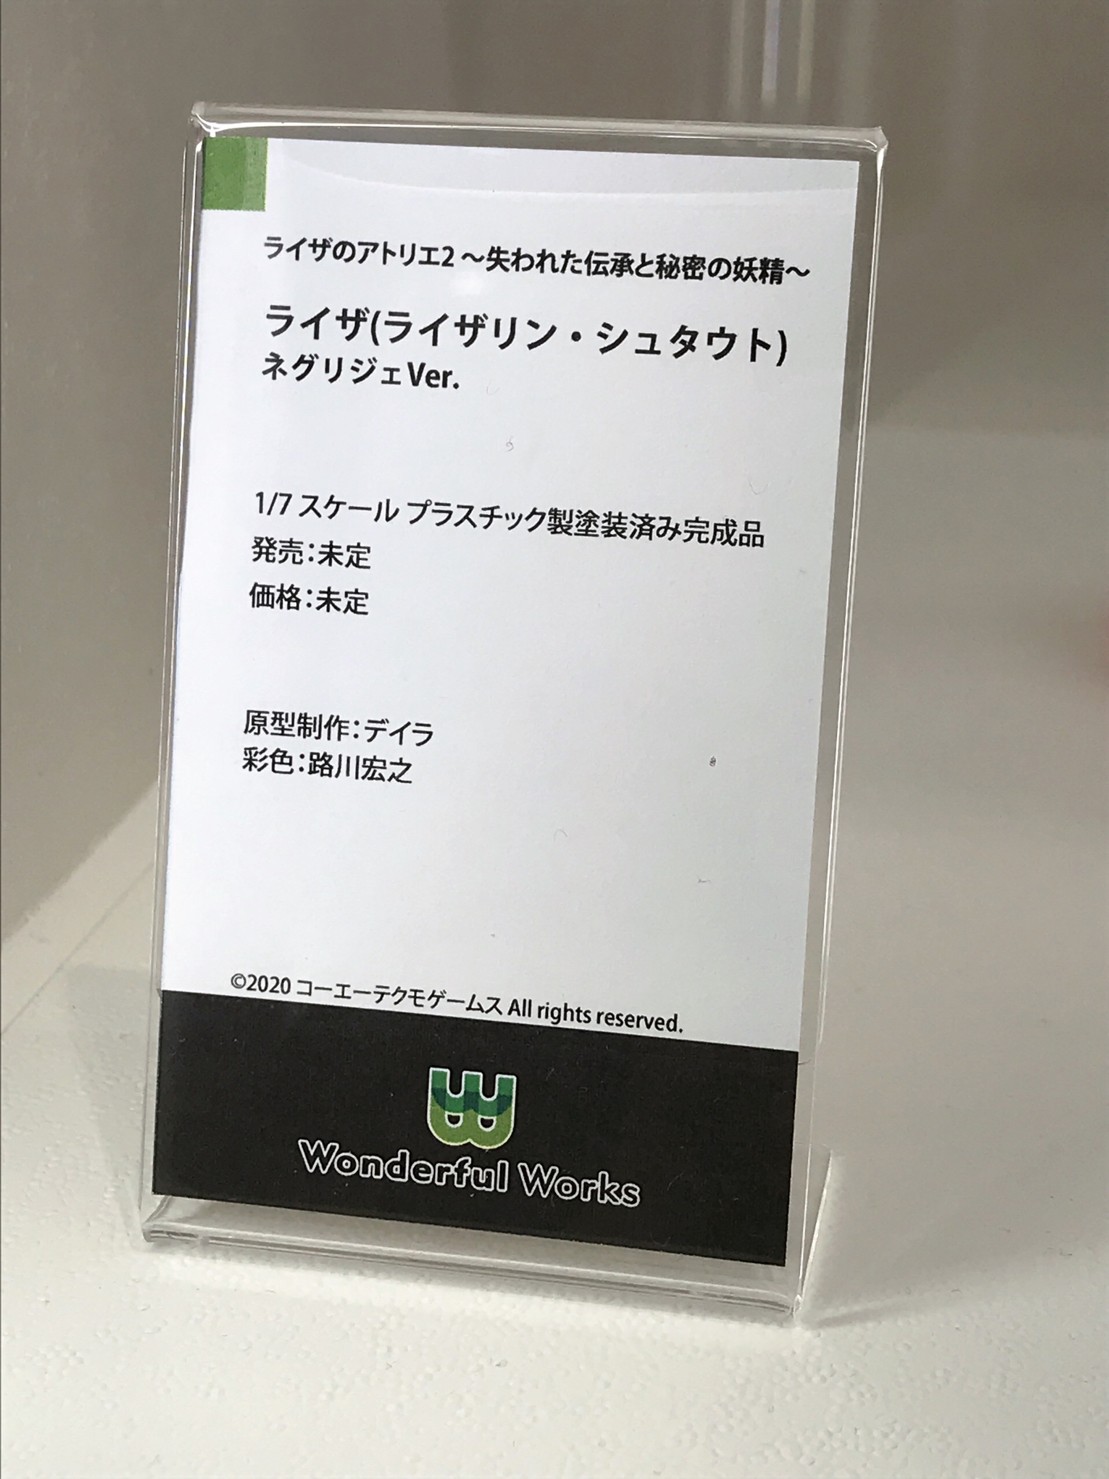 ライザのアトリエ2 ～失われた伝承と秘密の妖精～
ライザ(ライザリン・シュタウト)
ネグリジェVer.
1/7 スケール プラスチック製塗装済み完成品
発売：未定
価格：未定
原型制作：デイラ
彩色：路川宏之
©2020 コーエーテクモゲームス All rights reserved.
W
Wonderful Works